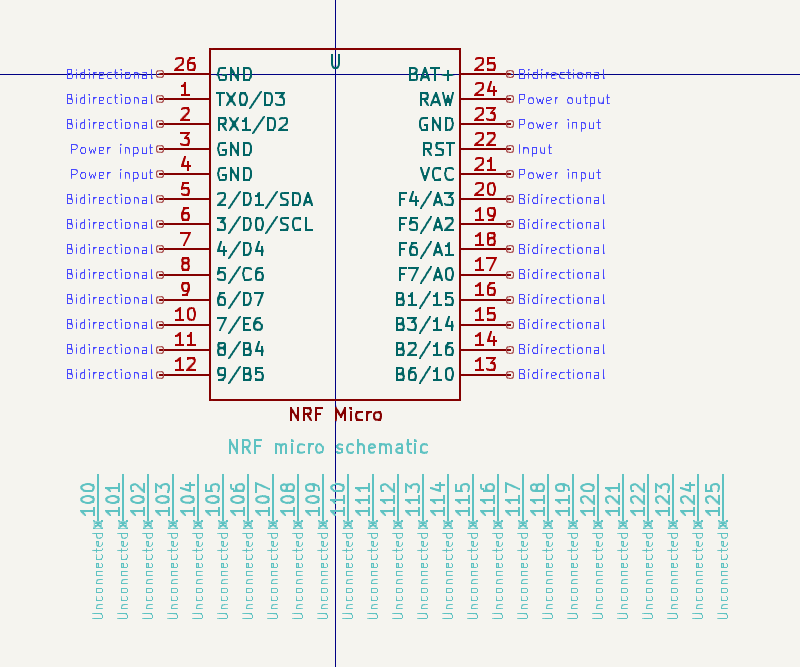 U
Bidirectional 26 GND BAT+ 25 Bidirectional
Bidirectional 1 TX0/D3 RAW 24 Power output
Bidirectional 2 RX1/D2 GND 23 Power input
Power input 3 GND RST 22 Input
Power input 4 GND VCC 21 Power input
Bidirectional 5 2/D1/SDA F4/A3 20 Bidirectional
Bidirectional 6 3/D0/SCL F5/A2 19 Bidirectional
Bidirectional 7 4/D4 F6/A1 18 Bidirectional
Bidirectional 8 5/C6 F7/A0 17 Bidirectional
Bidirectional 9 6/D7 B1/15 16 Bidirectional
Bidirectional 10 7/E6 B3/14 15 Bidirectional
Bidirectional 11 8/B4 B2/16 14 Bidirectional
Bidirectional 12 9/B5 B6/10 13 Bidirectional
NRF Micro
NRF micro schematic
Unconnected 100
Unconnected 101
Unconnected 102
Unconnected 103
Unconnected 104
Unconnected 105
Unconnected 106
Unconnected 107
Unconnected 108
Unconnected 109
Unconnected 110
Unconnected 111
Unconnected 112
Unconnected 113
Unconnected 114
Unconnected 115
Unconnected 116
Unconnected 117
Unconnected 118
Unconnected 119
Unconnected 120
Unconnected 121
Unconnected 122
Unconnected 123
Unconnected 124
Unconnected 125